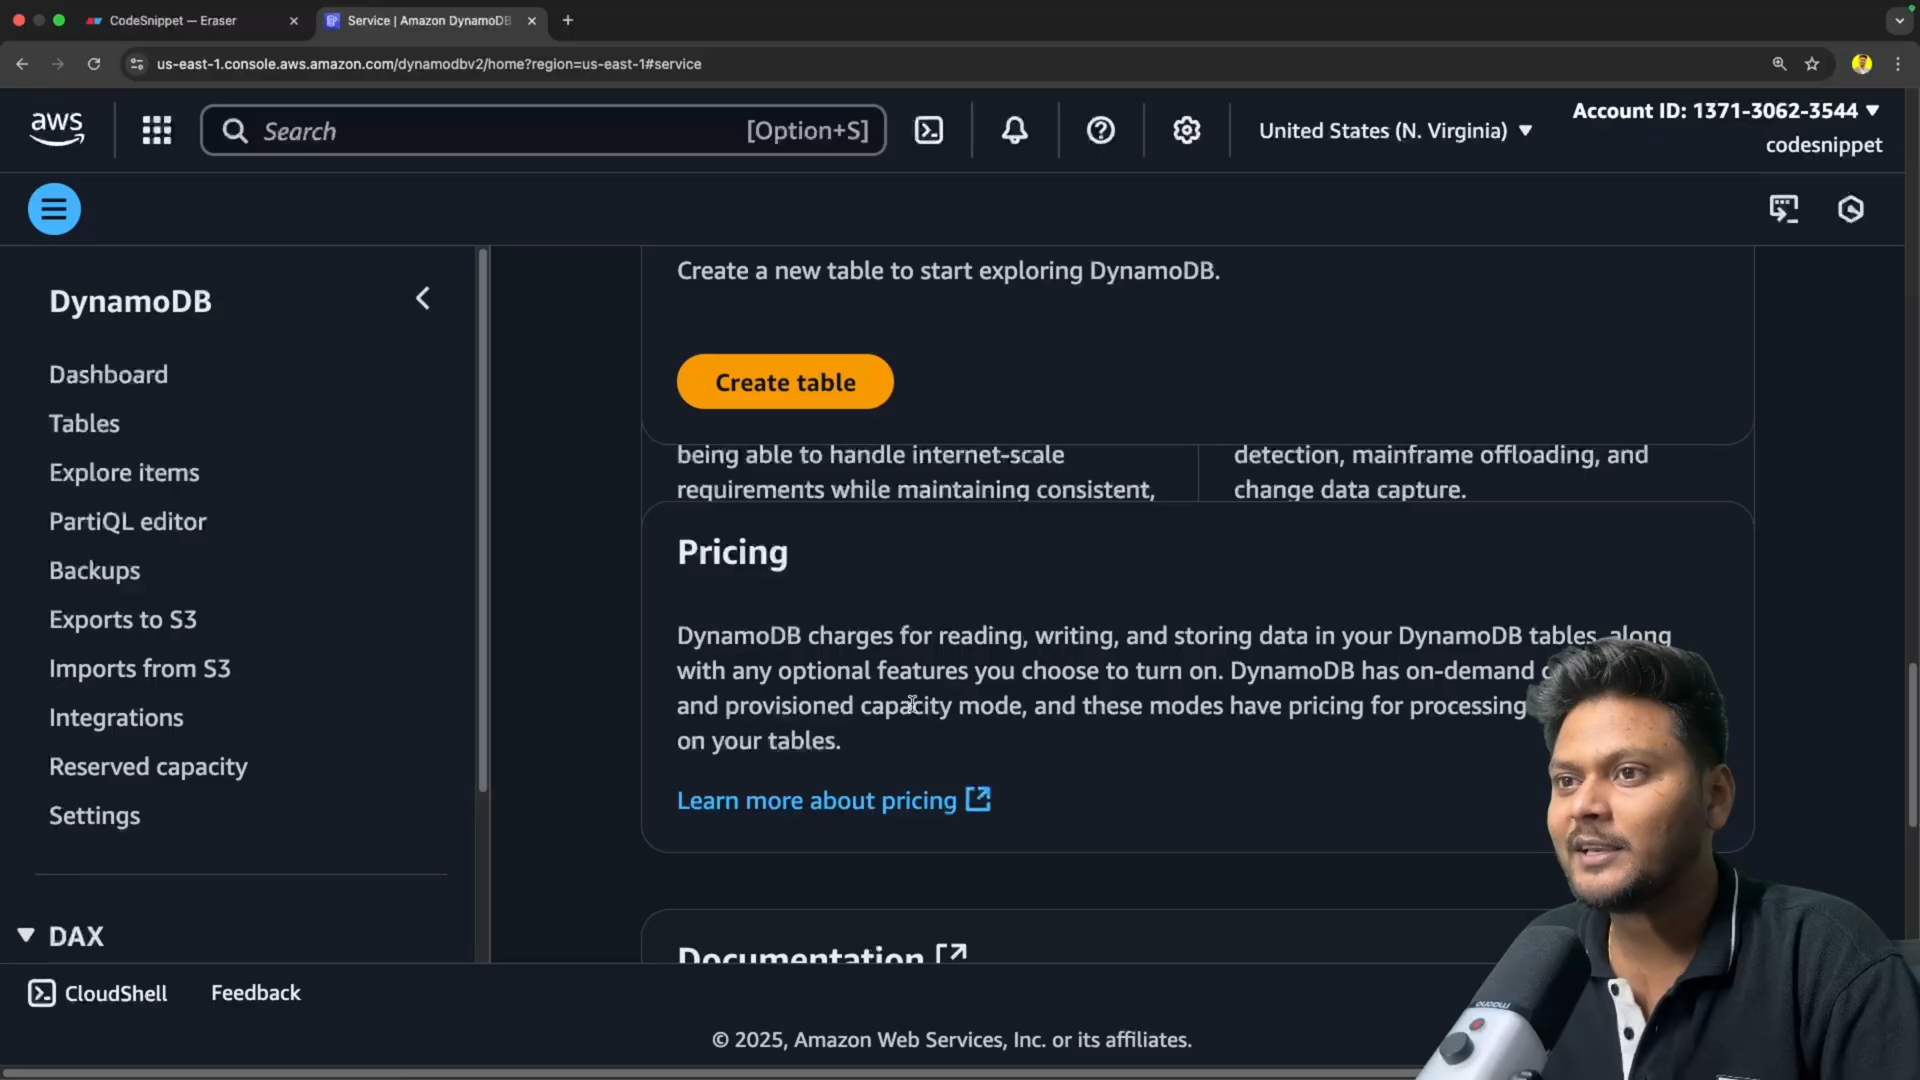 CodeSnippet — Eraser
Service | Amazon DynamoDB
us-east-1.console.aws.amazon.com/dynamodbv2/home?region=us-east-1#service
aws
Search
[Option+S]
United States (N. Virginia)
Account ID: 1371-3062-3544
codesnippet
DynamoDB
Dashboard
Tables
Explore items
PartiQL editor
Backups
Exports to S3
Imports from S3
Integrations
Reserved capacity
Settings
DAX
Create a new table to start exploring DynamoDB.
Create table
being able to handle internet-scale
requirements while maintaining consistent,
detection, mainframe offloading, and
change data capture.
Pricing
DynamoDB charges for reading, writing, and storing data in your DynamoDB tables, along
with any optional features you choose to turn on. DynamoDB has on-demand
and provisioned capacity mode, and these modes have pricing for processing
on your tables.
Learn more about pricing
Documentation
CloudShell
Feedback
© 2025, Amazon Web Services, Inc. or its affiliates.
maono